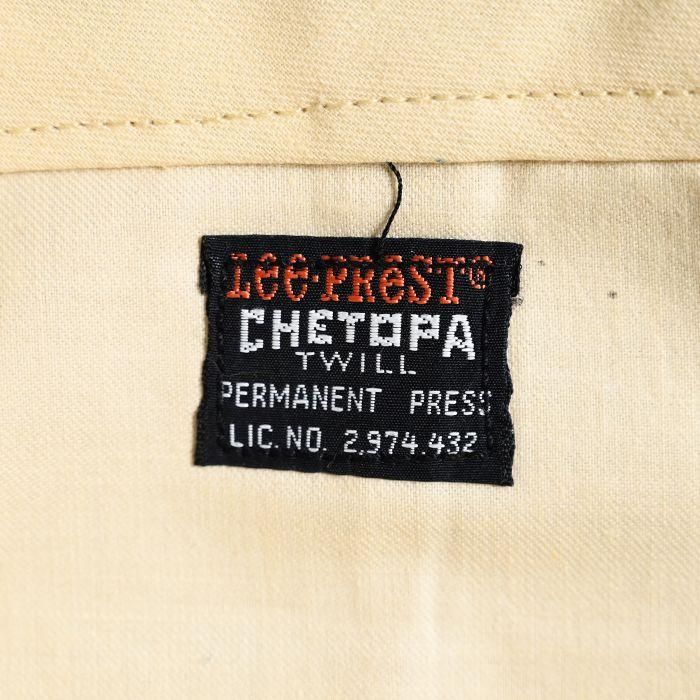 Lee·PReST®
CHETOPA
TWILL
PERMANENT PRESS
LIC. NO. 2,974,432